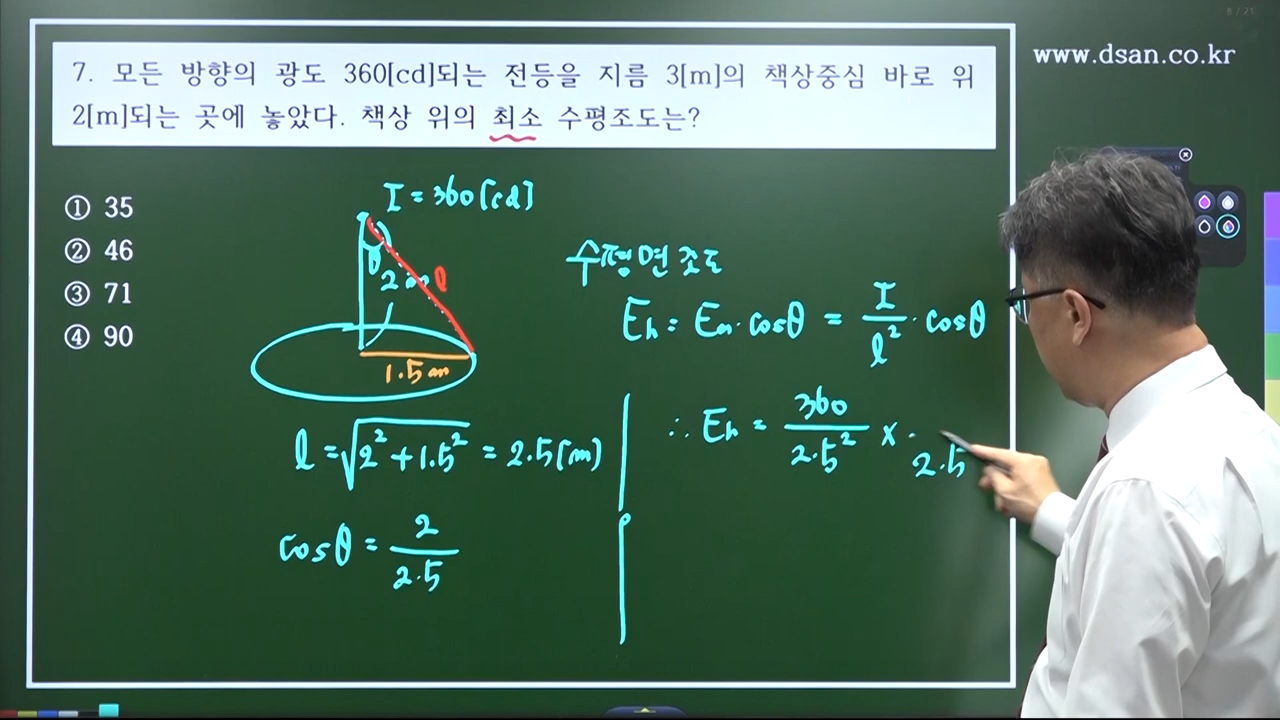 8 / 21
www.dsan.co.kr
7. 모든 방향의 광도 360[cd]되는 전등을 지름 3[m]의 책상중심 바로 위
2[m]되는 곳에 놓았다. 책상 위의 최소 수평조도는?
① 35
② 46
③ 71
④ 90
I = 360[cd]
θ
2m
l
1.5m
l = √2² + 1.5² = 2.5[m]
cosθ = 2/2.5
수평면조도
Eh = En · cosθ = I/l² · cosθ
∴ Eh = 360/2.5² × 2.5